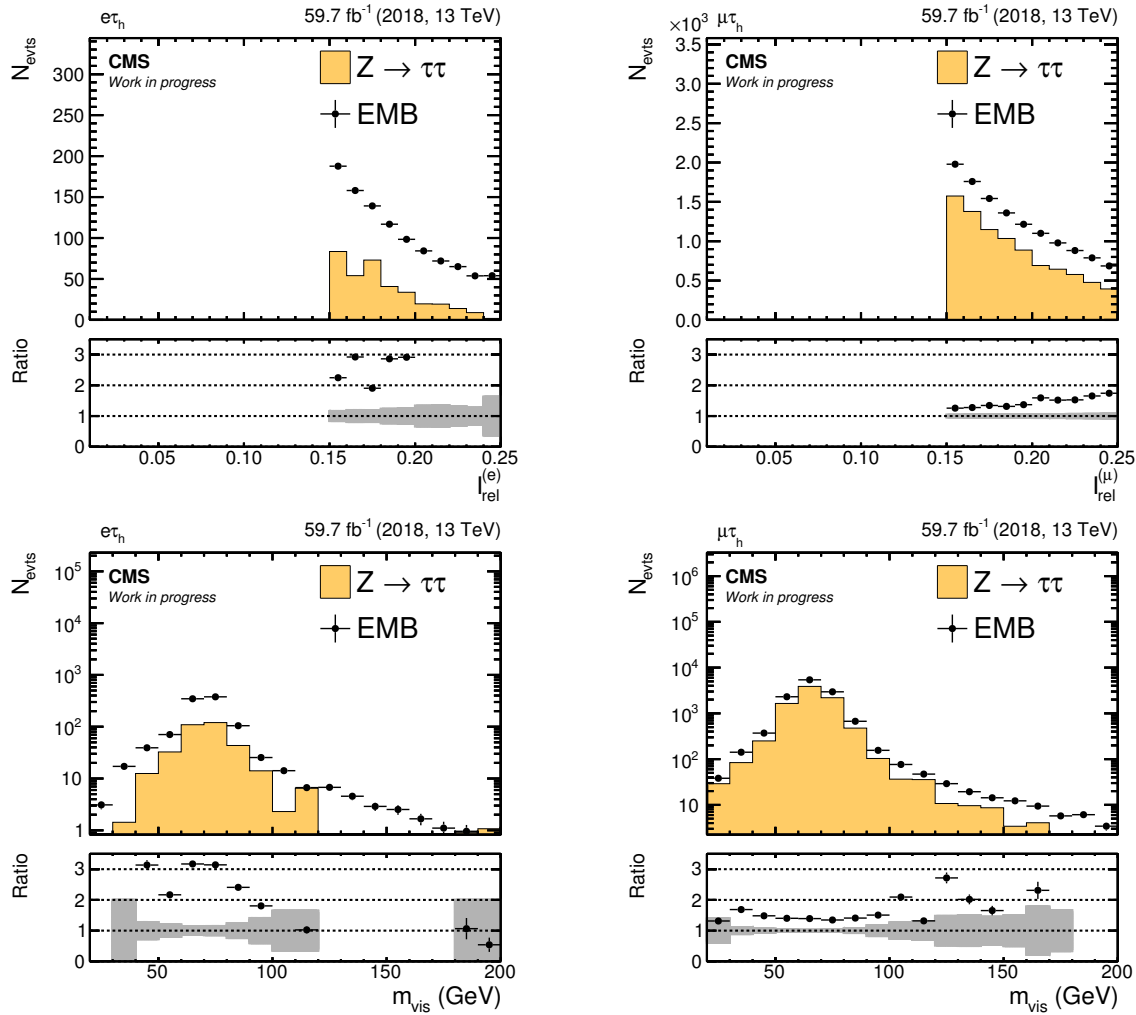 eτh 59.7 fb-1 (2018, 13 TeV)
Nevts
CMS
Work in progress
Z → ττ
EMB
300
250
200
150
100
50
0
Ratio
3
2
1
0
0.05 0.10 0.15 0.20 0.25
I rel (e)
μτh 59.7 fb-1 (2018, 13 TeV)
×10³
Nevts
CMS
Work in progress
Z → ττ
EMB
3.5
3.0
2.5
2.0
1.5
1.0
0.5
0.0
Ratio
3
2
1
0
0.05 0.10 0.15 0.20 0.25
I rel (μ)
eτh 59.7 fb-1 (2018, 13 TeV)
Nevts
CMS
Work in progress
Z → ττ
EMB
10⁵
10⁴
10³
10²
10
1
Ratio
3
2
1
0
50 100 150 200
mvis (GeV)
μτh 59.7 fb-1 (2018, 13 TeV)
Nevts
CMS
Work in progress
Z → ττ
EMB
10⁶
10⁵
10⁴
10³
10²
10
Ratio
3
2
1
0
50 100 150 200
mvis (GeV)